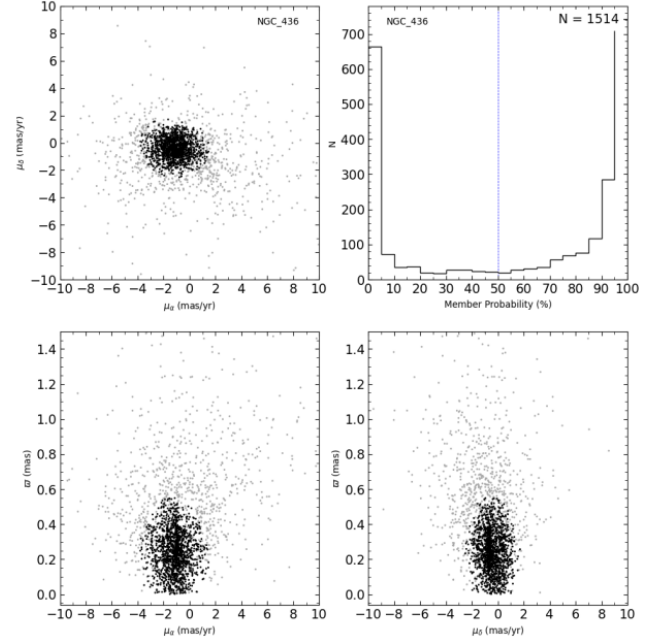 NGC_436
10
8
6
4
2
0
−2
−4
−6
−8
−10
μδ (mas/yr)
−10 −8 −6 −4 −2 0 2 4 6 8 10
μα (mas/yr)
NGC_436
N = 1514
700
600
500
400
300
200
100
0
N
0 10 20 30 40 50 60 70 80 90 100
Member Probability (%)
1.4
1.2
1.0
0.8
0.6
0.4
0.2
0.0
ϖ (mas)
−10 −8 −6 −4 −2 0 2 4 6 8 10
μα (mas/yr)
1.4
1.2
1.0
0.8
0.6
0.4
0.2
0.0
ϖ (mas)
−10 −8 −6 −4 −2 0 2 4 6 8 10
μδ (mas/yr)